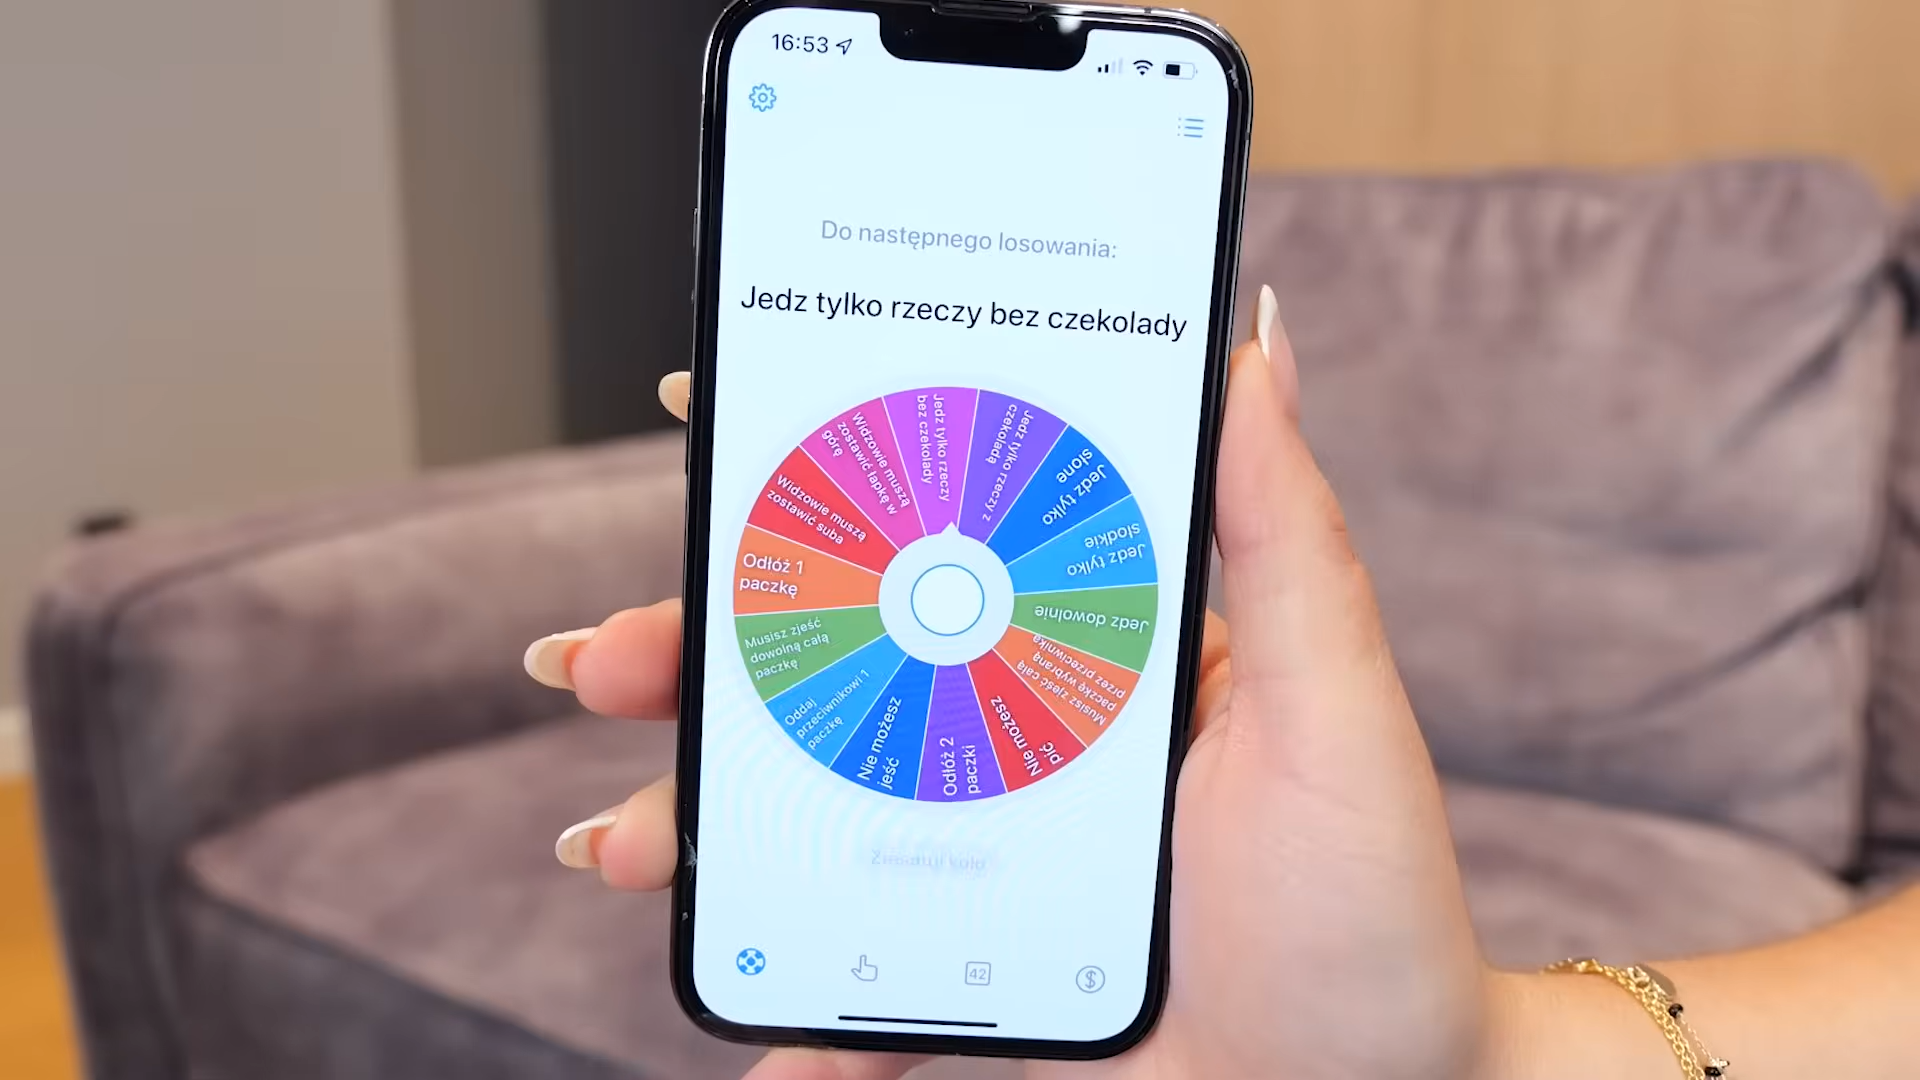 16:53
Do następnego losowania:
Jedz tylko rzeczy bez czekolady
Jedz tylko rzeczy
bez czekolady
Jedz tylko rzeczy z
czekoladą
Jedz tylko
słone
Jedz tylko
słodkie
Jedz dowolnie
Musisz zjeść całą
paczkę wybraną
przez przeciwnika
Nie możesz
pić
Odłóż 2
paczki
Nie możesz
jeść
Oddaj
przeciwnikowi 1
paczkę
Musisz zjeść
dowolną całą
paczkę
Odłóż 1
paczkę
Widzowie muszą
zostawić suba
Widzowie muszą
zostawić łapkę w
górę
42
$